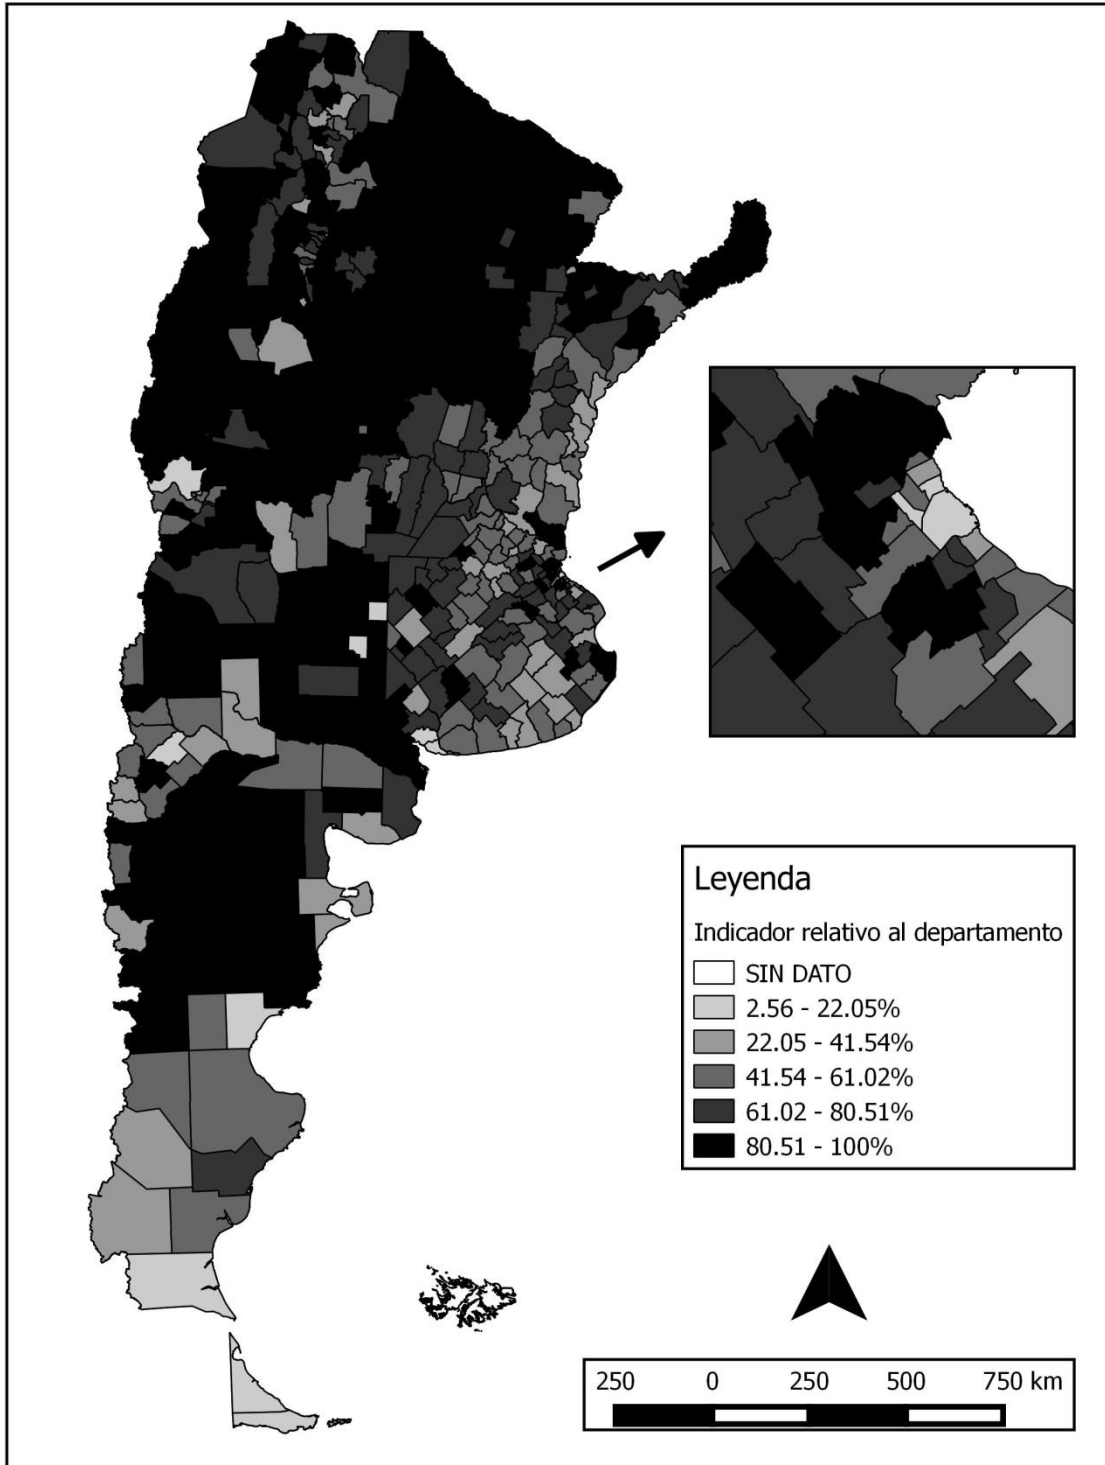 Leyenda
Indicador relativo al departamento
SIN DATO
2.56 - 22.05%
22.05 - 41.54%
41.54 - 61.02%
61.02 - 80.51%
80.51 - 100%
250 0 250 500 750 km